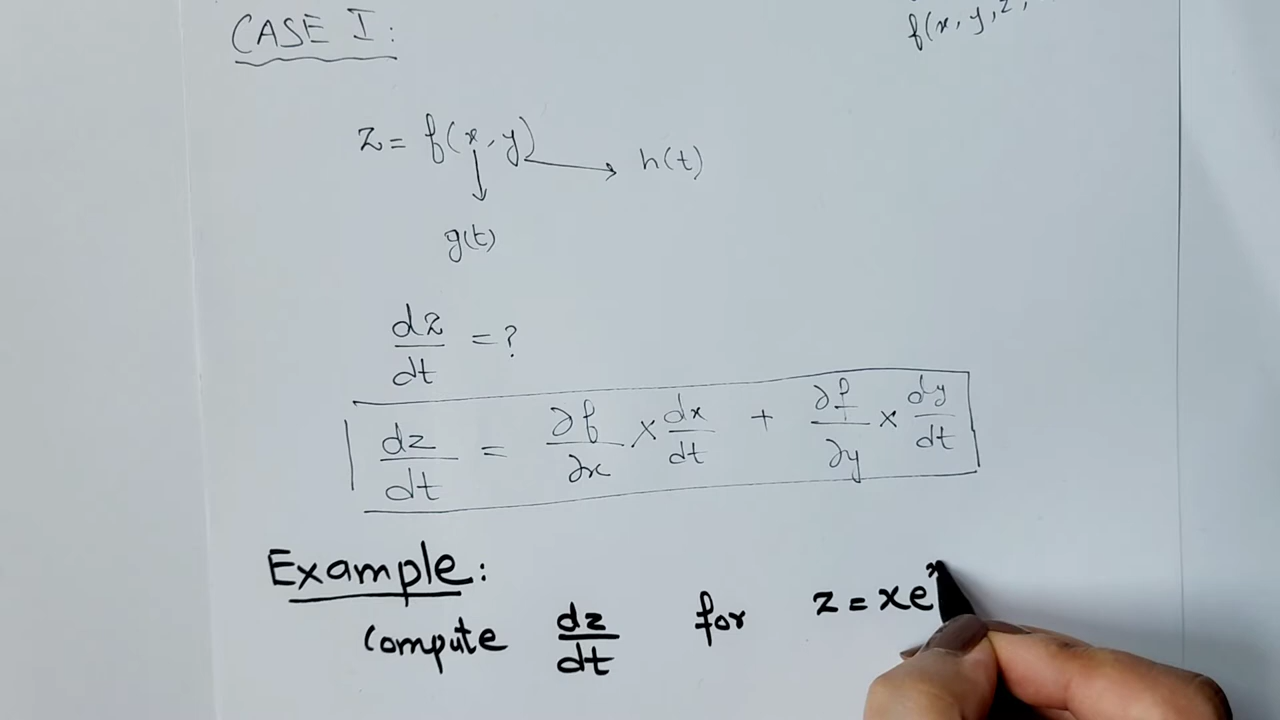 CASE I:
f(x, y, z,
z = f(x, y) → h(t)
↓
g(t)
dz/dt = ?
dz/dt = ∂f/∂x × dx/dt + ∂f/∂y × dy/dt
Example:
compute dz/dt for z = xe^x